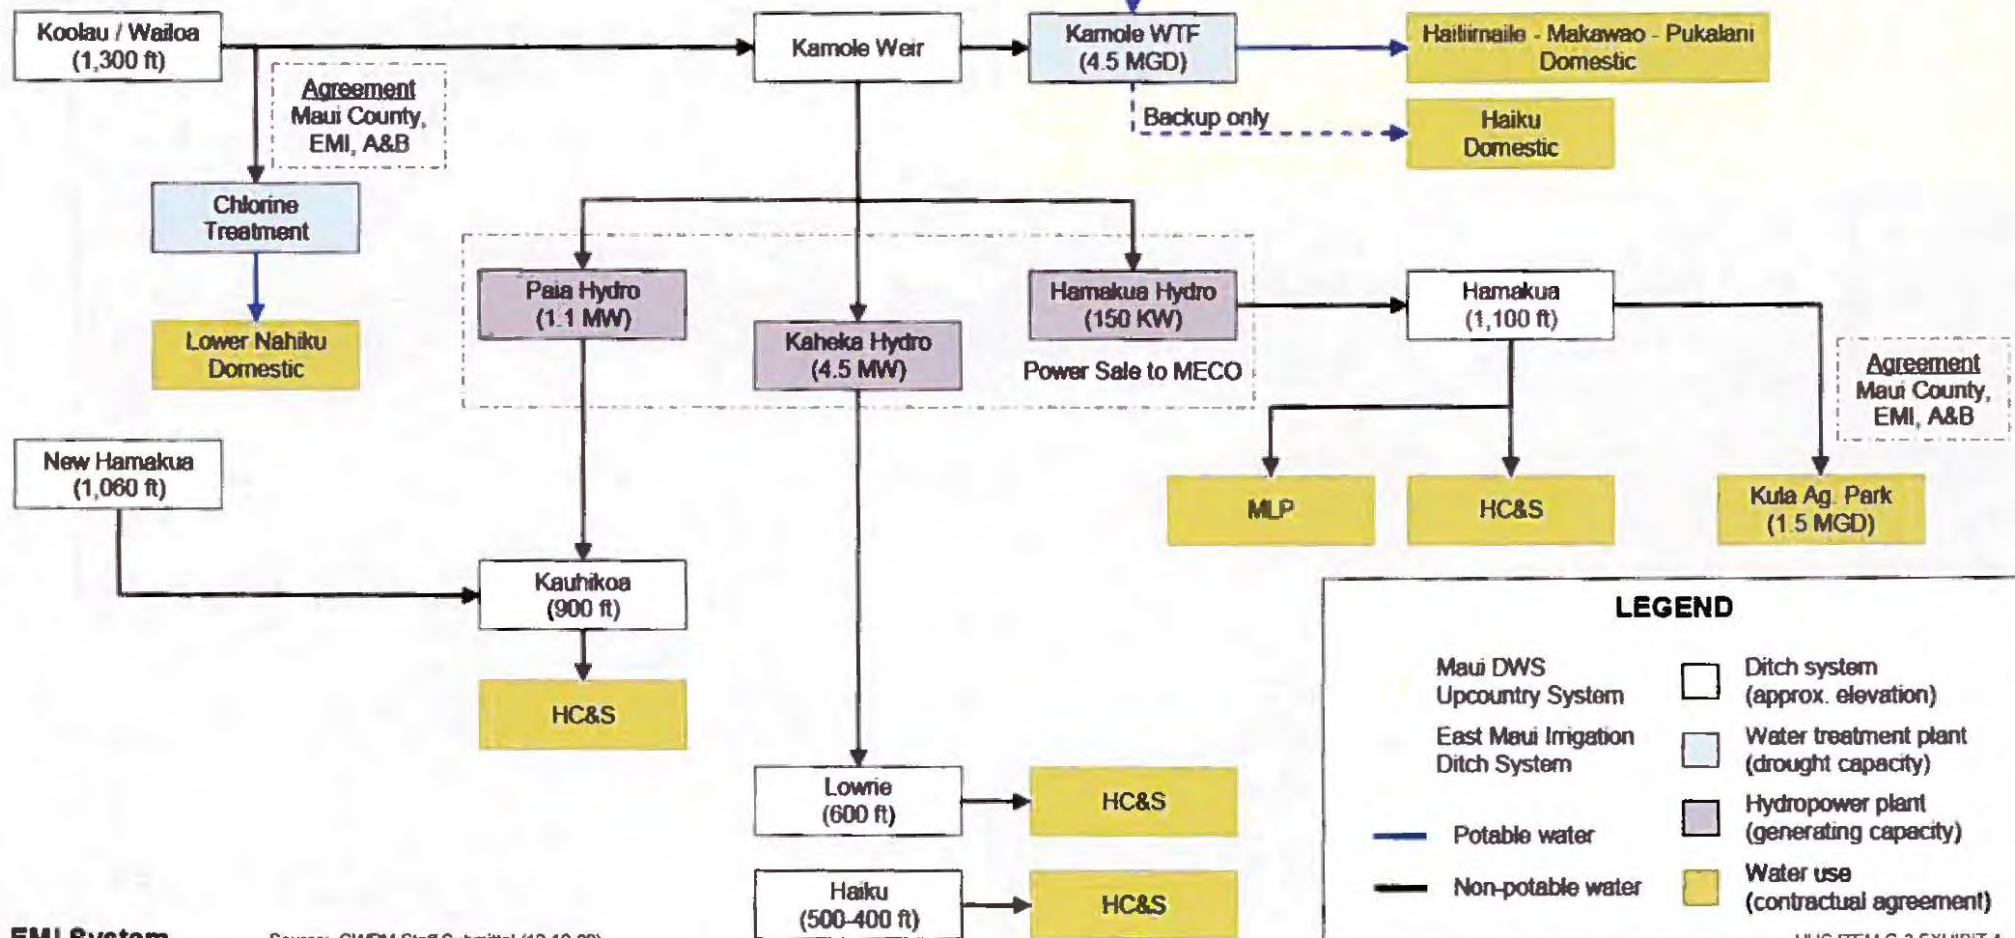 Koolau / Wailoa
(1,300 ft)
Kamole Weir
Kamole WTF
(4.5 MGD)
Hailiimaile - Makawao - Pukalani
Domestic
Agreement
Maui County,
EMI, A&B
Backup only
Haiku
Domestic
Chlorine
Treatment
Lower Nahiku
Domestic
Paia Hydro
(1.1 MW)
Kaheka Hydro
(4.5 MW)
Hamakua Hydro
(150 KW)
Power Sale to MECO
Hamakua
(1,100 ft)
Agreement
Maui County,
EMI, A&B
New Hamakua
(1,060 ft)
MLP
HC&S
Kula Ag. Park
(1.5 MGD)
Kauhikoa
(900 ft)
HC&S
Lowrie
(600 ft)
HC&S
Haiku
(500-400 ft)
HC&S
LEGEND
Maui DWS
Upcountry System
East Maui Irrigation
Ditch System
Potable water
Non-potable water
Ditch system
(approx. elevation)
Water treatment plant
(drought capacity)
Hydropower plant
(generating capacity)
Water use
(contractual agreement)
EMI System
Source: CWRM Staff Submittal